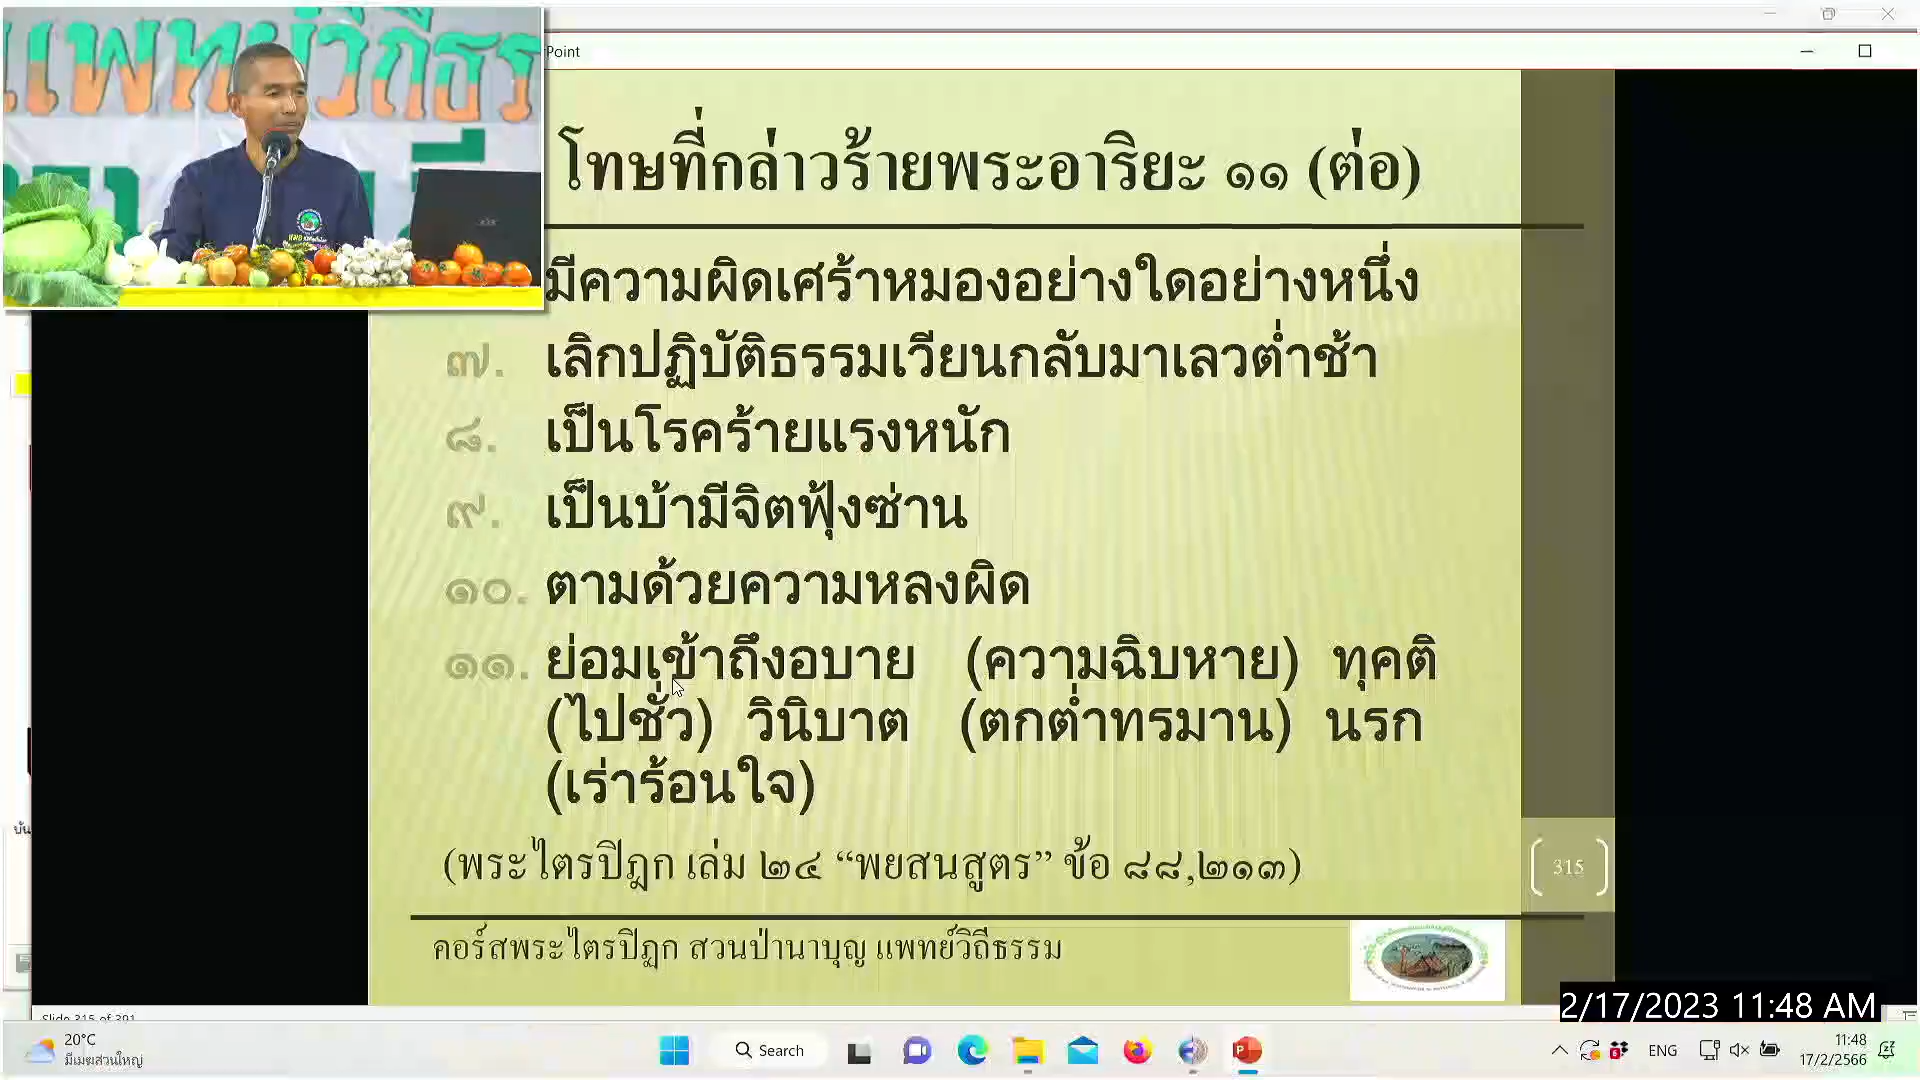 แพทย์วิถีธร
Point
โทษที่กล่าวร้ายพระอาริยะ ๑๑ (ต่อ)
มีความผิดเศร้าหมองอย่างใดอย่างหนึ่ง
๗. เลิกปฏิบัติธรรมเวียนกลับมาเลวต่ำช้า
๘. เป็นโรคร้ายแรงหนัก
๙. เป็นบ้ามีจิตฟุ้งซ่าน
๑๐. ตามด้วยความหลงผิด
๑๑. ย่อมเข้าถึงอบาย (ความฉิบหาย) ทุคติ
(ไปชั่ว) วินิบาต (ตกต่ำทรมาน) นรก
(เร่าร้อนใจ)
(พระไตรปิฎก เล่ม ๒๔ “พยสนสูตร” ข้อ ๘๘,๒๑๓)
315
คอร์สพระไตรปิฎก สวนป่านาบุญ แพทย์วิถีธรรม
2/17/2023 11:48 AM
Slide 315 of 391
20°C
มีเมฆส่วนใหญ่
Search
ENG
11:48
17/2/2566